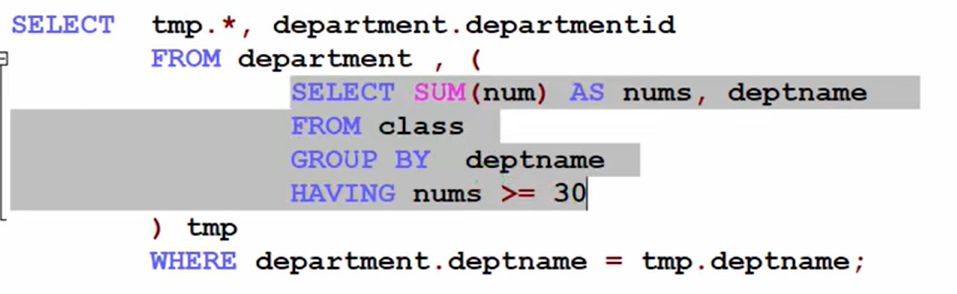 SELECT tmp.*, department.departmentid
FROM department , (
SELECT SUM(num) AS nums, deptname
FROM class
GROUP BY deptname
HAVING nums >= 30
) tmp
WHERE department.deptname = tmp.deptname;